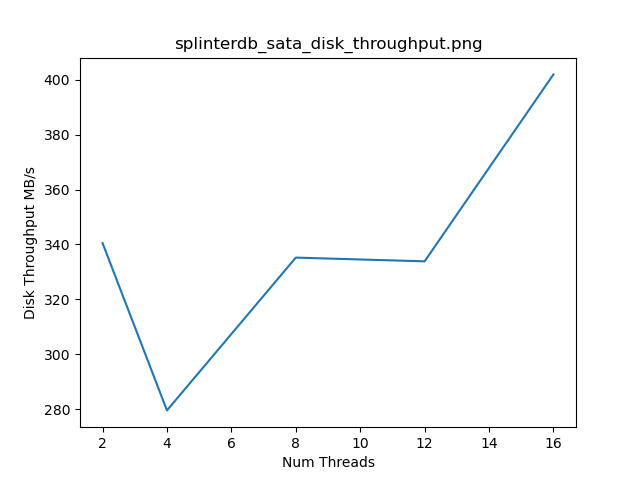 splinterdb_sata_disk_throughput.png
Disk Throughput MB/s
400
380
360
340
320
300
280
2 4 6 8 10 12 14 16
Num Threads